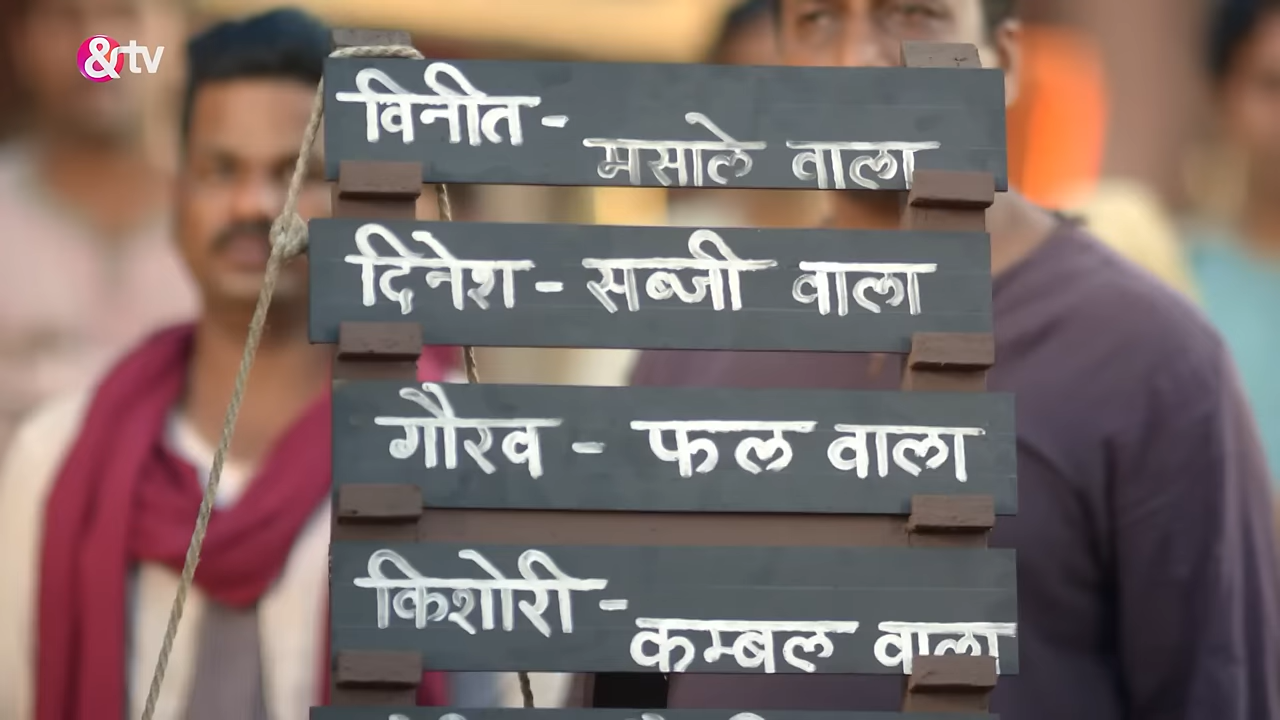 &tv
विनीत - मसाले वाला
दिनेश - सब्जी वाला
गौरव - फल वाला
किशोरी - कम्बल वाला